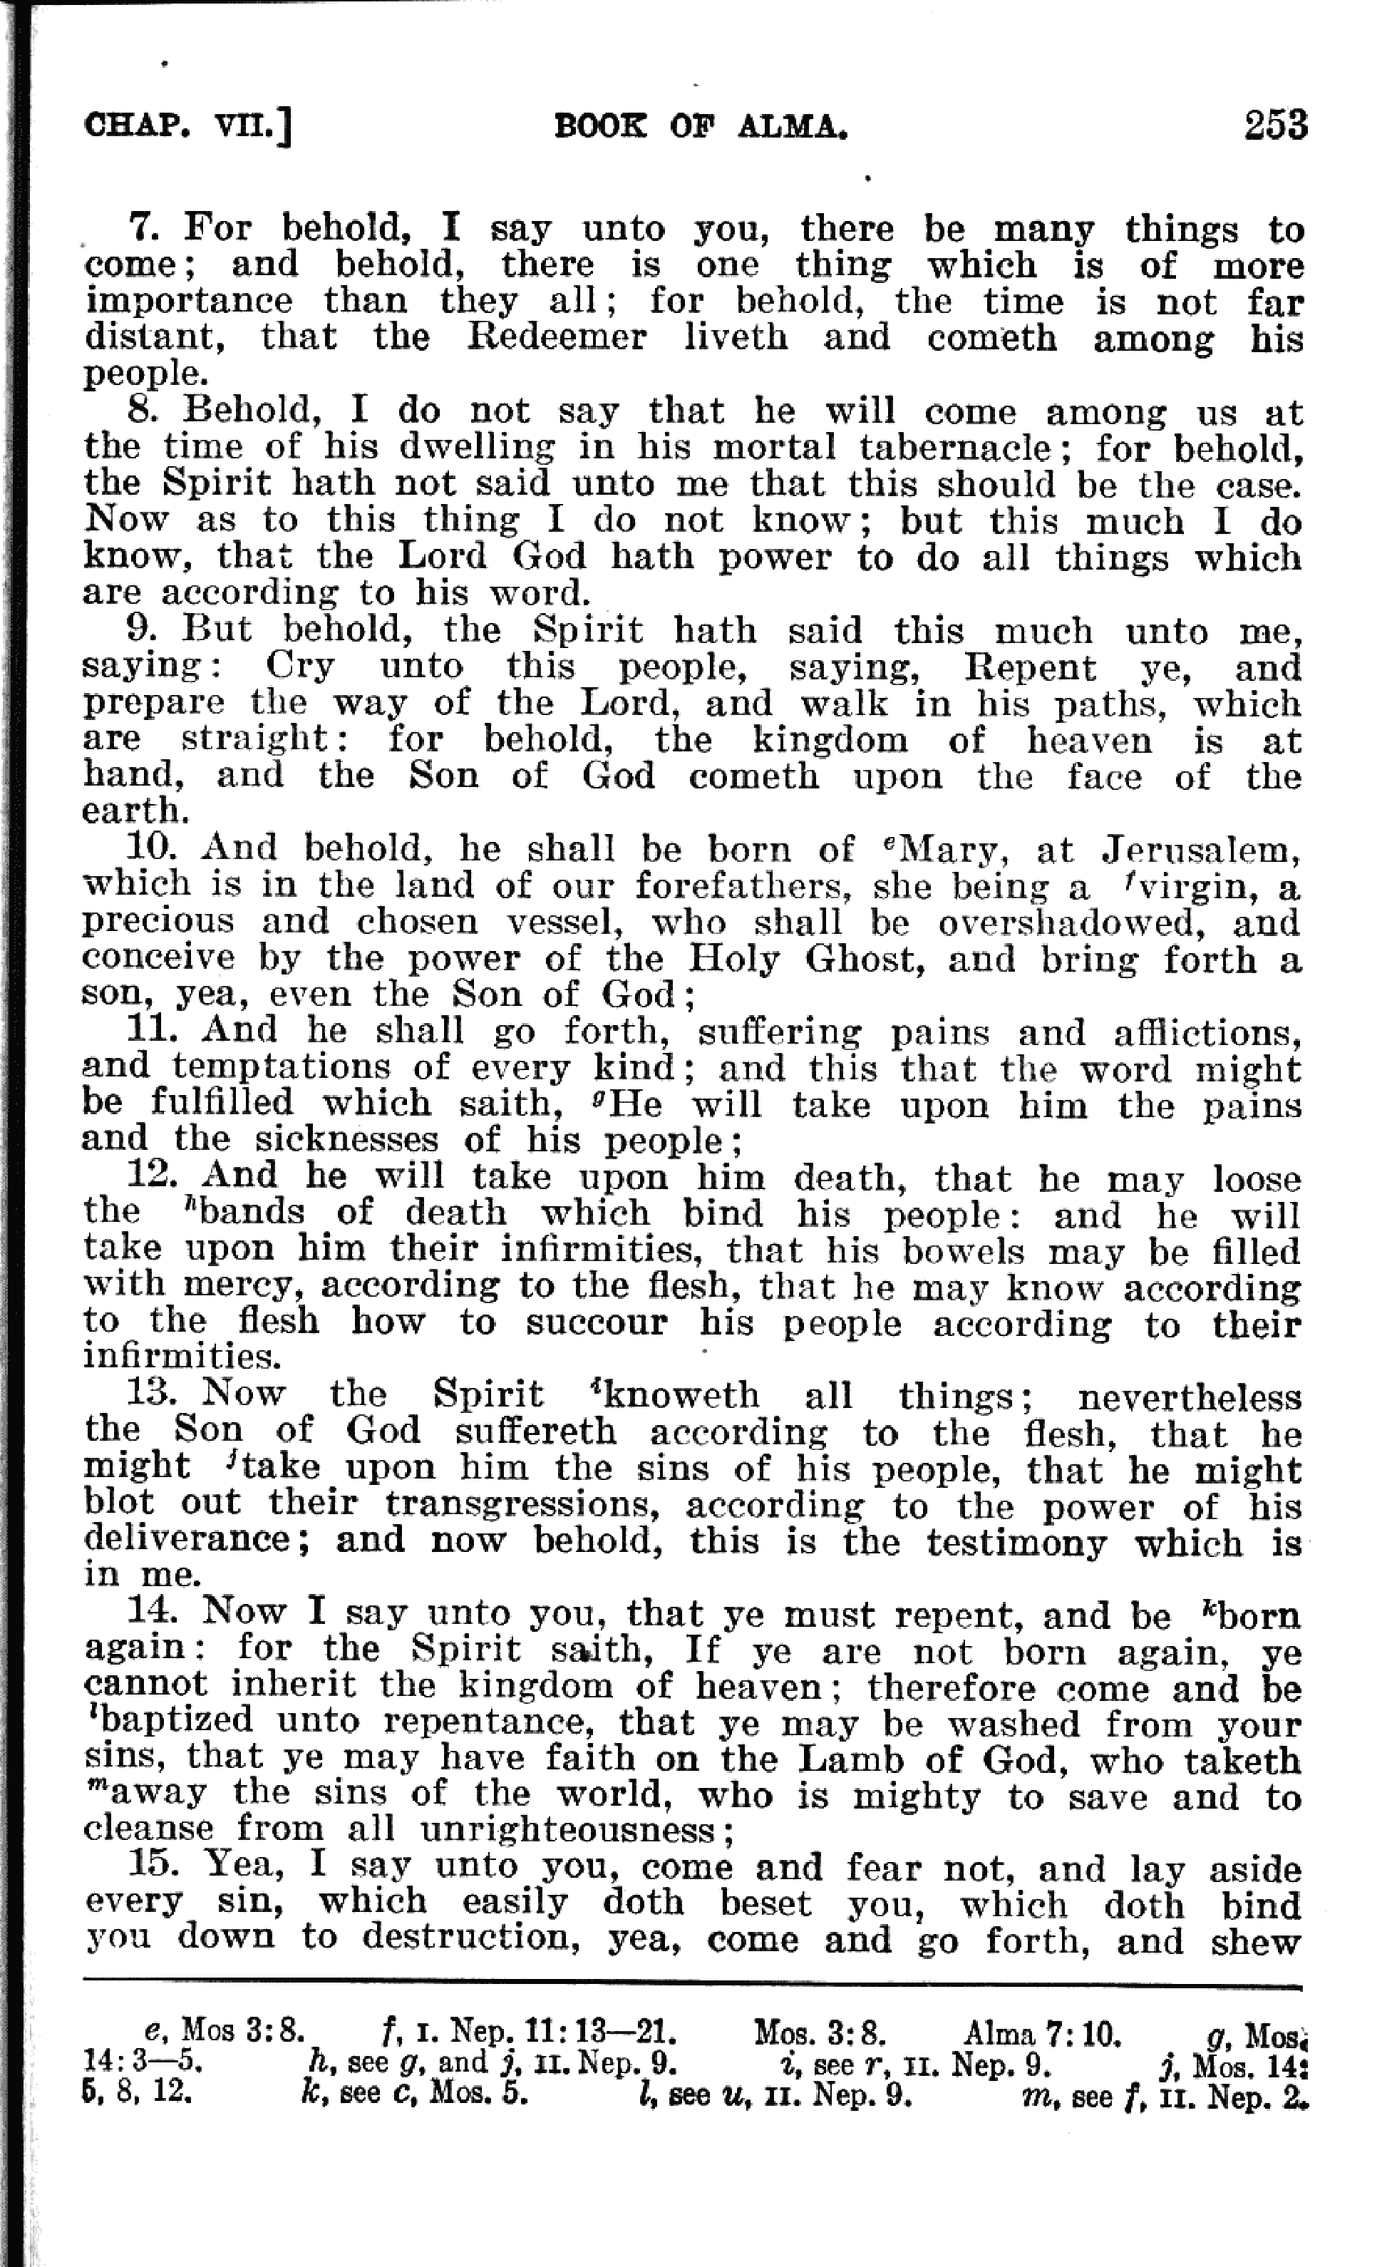 CHAP. VII.] BOOK OF ALMA. 253
7. For behold, I say unto you, there be many things to
come; and behold, there is one thing which is of more
importance than they all; for behold, the time is not far
distant, that the Redeemer liveth and cometh among his
people.
8. Behold, I do not say that he will come among us at
the time of his dwelling in his mortal tabernacle; for behold,
the Spirit hath not said unto me that this should be the case.
Now as to this thing I do not know; but this much I do
know, that the Lord God hath power to do all things which
are according to his word.
9. But behold, the Spirit hath said this much unto me,
saying: Cry unto this people, saying, Repent ye, and
prepare the way of the Lord, and walk in his paths, which
are straight: for behold, the kingdom of heaven is at
hand, and the Son of God cometh upon the face of the
earth.
10. And behold, he shall be born of eMary, at Jerusalem,
which is in the land of our forefathers, she being a fvirgin, a
precious and chosen vessel, who shall be overshadowed, and
conceive by the power of the Holy Ghost, and bring forth a
son, yea, even the Son of God;
11. And he shall go forth, suffering pains and afflictions,
and temptations of every kind; and this that the word might
be fulfilled which saith, gHe will take upon him the pains
and the sicknesses of his people;
12. And he will take upon him death, that he may loose
the hbands of death which bind his people: and he will
take upon him their infirmities, that his bowels may be filled
with mercy, according to the flesh, that he may know according
to the flesh how to succour his people according to their
infirmities.
13. Now the Spirit iknoweth all things; nevertheless
the Son of God suffereth according to the flesh, that he
might jtake upon him the sins of his people, that he might
blot out their transgressions, according to the power of his
deliverance; and now behold, this is the testimony which is
in me.
14. Now I say unto you, that ye must repent, and be kborn
again: for the Spirit saith, If ye are not born again, ye
cannot inherit the kingdom of heaven; therefore come and be
lbaptized unto repentance, that ye may be washed from your
sins, that ye may have faith on the Lamb of God, who taketh
maway the sins of the world, who is mighty to save and to
cleanse from all unrighteousness;
15. Yea, I say unto you, come and fear not, and lay aside
every sin, which easily doth beset you, which doth bind
you down to destruction, yea, come and go forth, and shew
e, Mos 3:8. f, I. Nep. 11:13—21. Mos. 3:8. Alma 7:10. g, Mos.
14:3—5. h, see g, and j, II. Nep. 9. i, see r, II. Nep. 9. j, Mos. 14:
5, 8, 12. k, see c, Mos. 5. l, see u, II. Nep. 9. m, see f, II. Nep. 2.